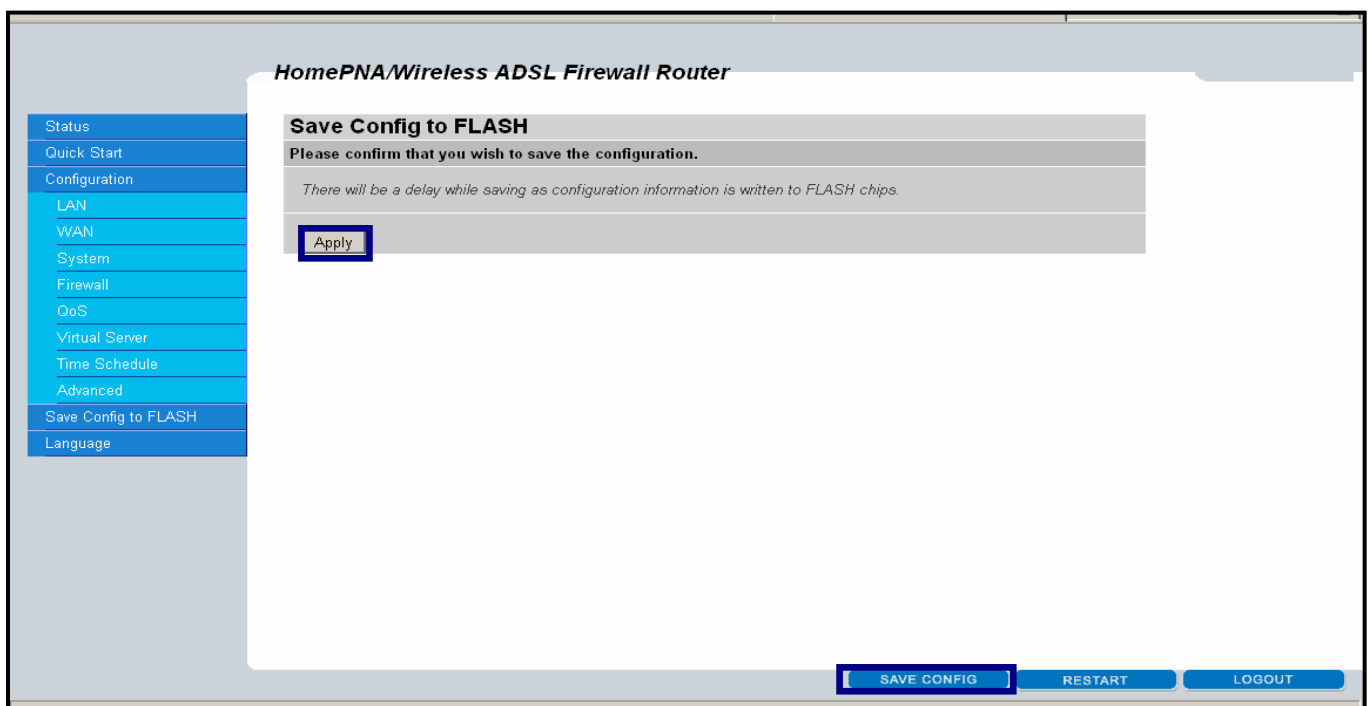 HomePNA/Wireless ADSL Firewall Router
Status
Quick Start
Configuration
LAN
WAN
System
Firewall
QoS
Virtual Server
Time Schedule
Advanced
Save Config to FLASH
Language
Save Config to FLASH
Please confirm that you wish to save the configuration.
There will be a delay while saving as configuration information is written to FLASH chips.
Apply
SAVE CONFIG
RESTART
LOGOUT